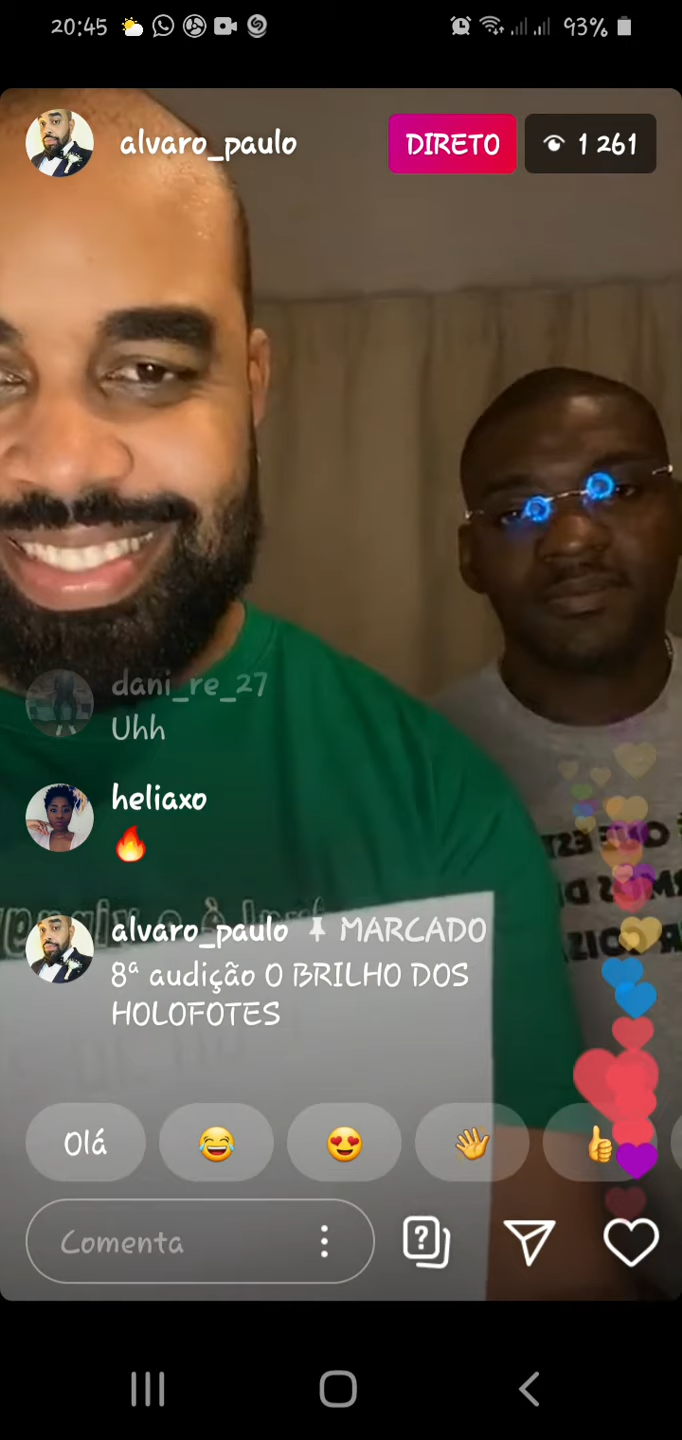 20:45
93%
alvaro_paulo
DIRETO
1 261
dani_re_27
Uhh
heliaxo
alvaro_paulo MARCADO
8ª audição O BRILHO DOS
HOLOFOTES
Olá
Comenta